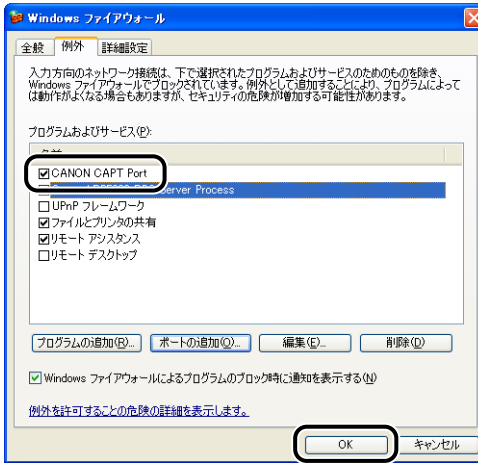 Windows ファイアウォール
全般 例外 詳細設定
入力方向のネットワーク接続は、下で選択されたプログラムおよびサービスのためのものを除き、
Windows ファイアウォールでブロックされています。例外として追加することにより、プログラムによって
は動作がよくなる場合もありますが、セキュリティの危険が増加する可能性があります。
プログラムおよびサービス(P):
CANON CAPT Port
Server Process
UPnP フレームワーク
ファイルとプリンタの共有
リモート アシスタンス
リモート デスクトップ
プログラムの追加(R)... ポートの追加(O)... 編集(E)... 削除(D)
Windows ファイアウォールによるプログラムのブロック時に通知を表示する(N)
例外を許可することの危険の詳細を表示します。
OK キャンセル